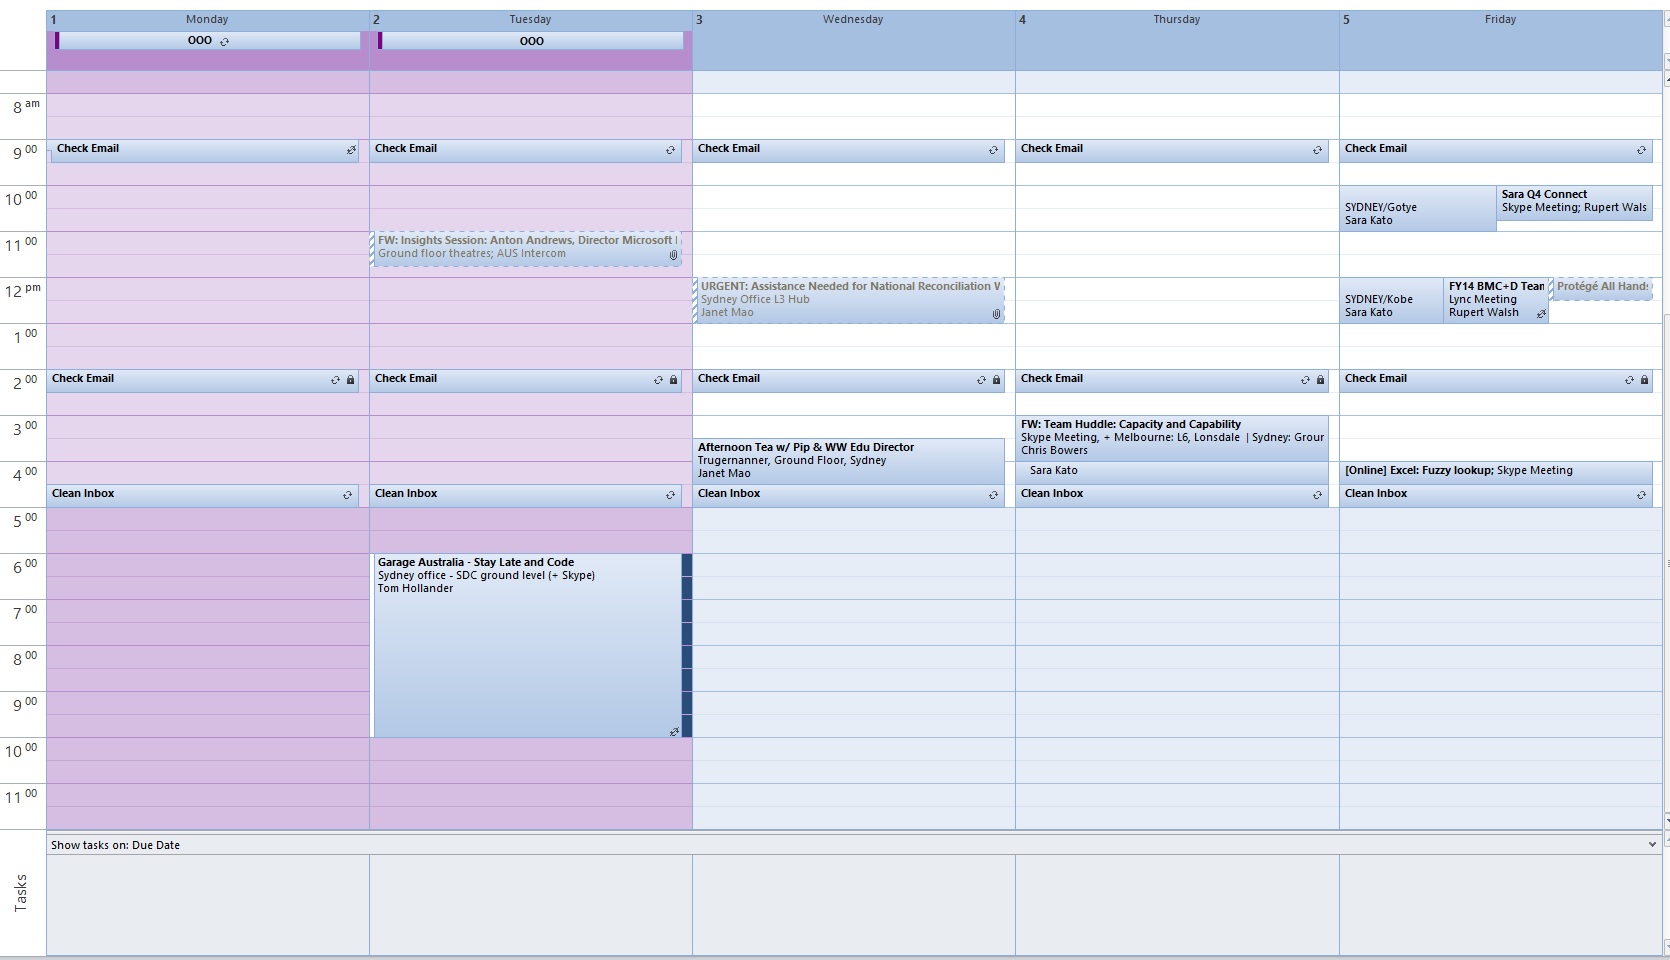 1 Monday
2 Tuesday
3 Wednesday
4 Thursday
5 Friday
OOO
OOO
8 am
9 00
10 00
11 00
12 pm
1 00
2 00
3 00
4 00
5 00
6 00
7 00
8 00
9 00
10 00
11 00
Check Email
Check Email
Clean Inbox
Check Email
FW: Insights Session: Anton Andrews, Director Microsoft
Ground floor theatres; AUS Intercom
Check Email
Clean Inbox
Garage Australia - Stay Late and Code
Sydney office - SDC ground level (+ Skype)
Tom Hollander
Check Email
URGENT: Assistance Needed for National Reconciliation W
Sydney Office L3 Hub
Janet Mao
Check Email
Afternoon Tea w/ Pip & WW Edu Director
Trugernanner, Ground Floor, Sydney
Janet Mao
Clean Inbox
Check Email
Check Email
FW: Team Huddle: Capacity and Capability
Skype Meeting, + Melbourne: L6, Lonsdale | Sydney: Grour
Chris Bowers
Sara Kato
Clean Inbox
Check Email
SYDNEY/Gotye
Sara Kato
Sara Q4 Connect
Skype Meeting; Rupert Wals
SYDNEY/Kobe
Sara Kato
FY14 BMC+D Team
Lync Meeting
Rupert Walsh
Protégé All Hands
Check Email
[Online] Excel: Fuzzy lookup; Skype Meeting
Clean Inbox
Show tasks on: Due Date
Tasks